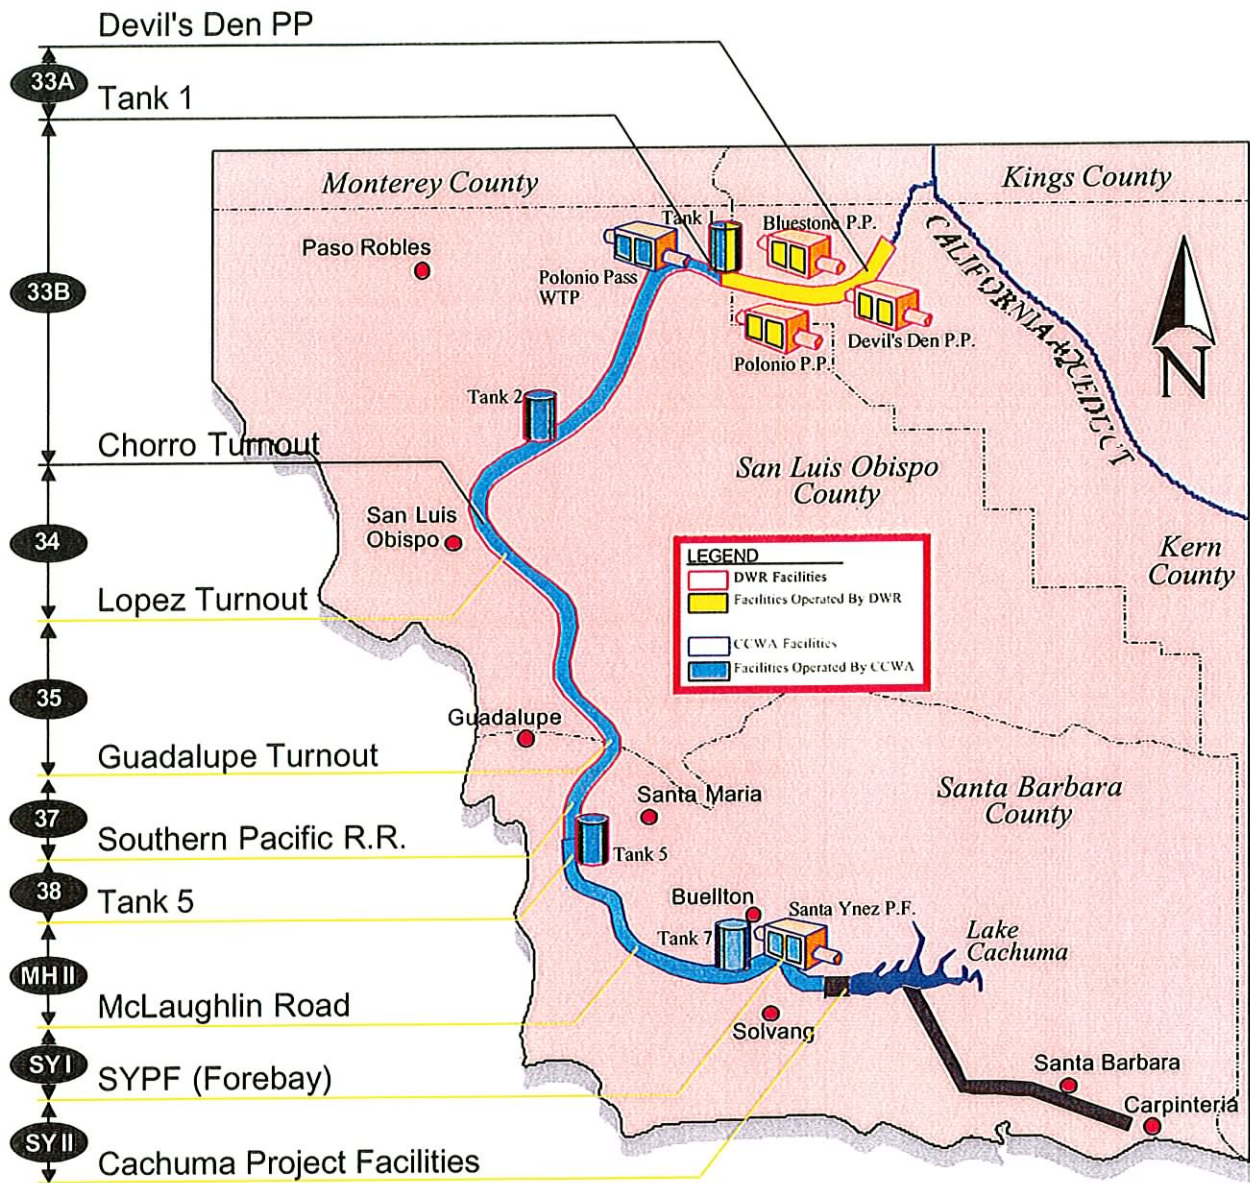 Devil's Den PP
33A
Tank 1
33B
Chorro Turnout
34
Lopez Turnout
35
Guadalupe Turnout
37
Southern Pacific R.R.
38
Tank 5
MH II
McLaughlin Road
SY I
SYPF (Forebay)
SY II
Cachuma Project Facilities
Monterey County
Kings County
Paso Robles
Tank 1
Bluestone P.P.
Polonio Pass
WTP
Devil's Den P.P.
Polonio P.P.
CALIFORNIA AQUEDUCT
N
Tank 2
San Luis Obispo
County
San Luis
Obispo
Kern
County
LEGEND
DWR Facilities
Facilities Operated By DWR
CCWA Facilities
Facilities Operated By CCWA
Guadalupe
Santa Maria
Santa Barbara
County
Tank 5
Buellton
Santa Ynez P.F.
Tank 7
Lake
Cachuma
Solvang
Santa Barbara
Carpinteria